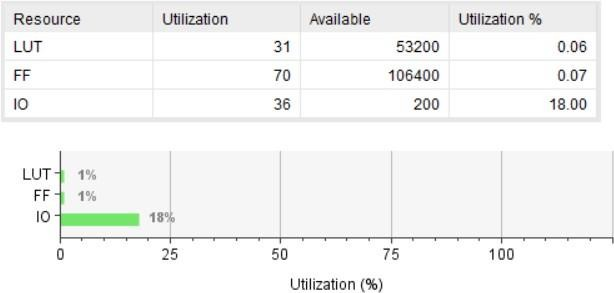 Resource Utilization Available Utilization %
LUT 31 53200 0.06
FF 70 106400 0.07
IO 36 200 18.00
LUT 1%
FF 1%
IO 18%
0 25 50 75 100
Utilization (%)